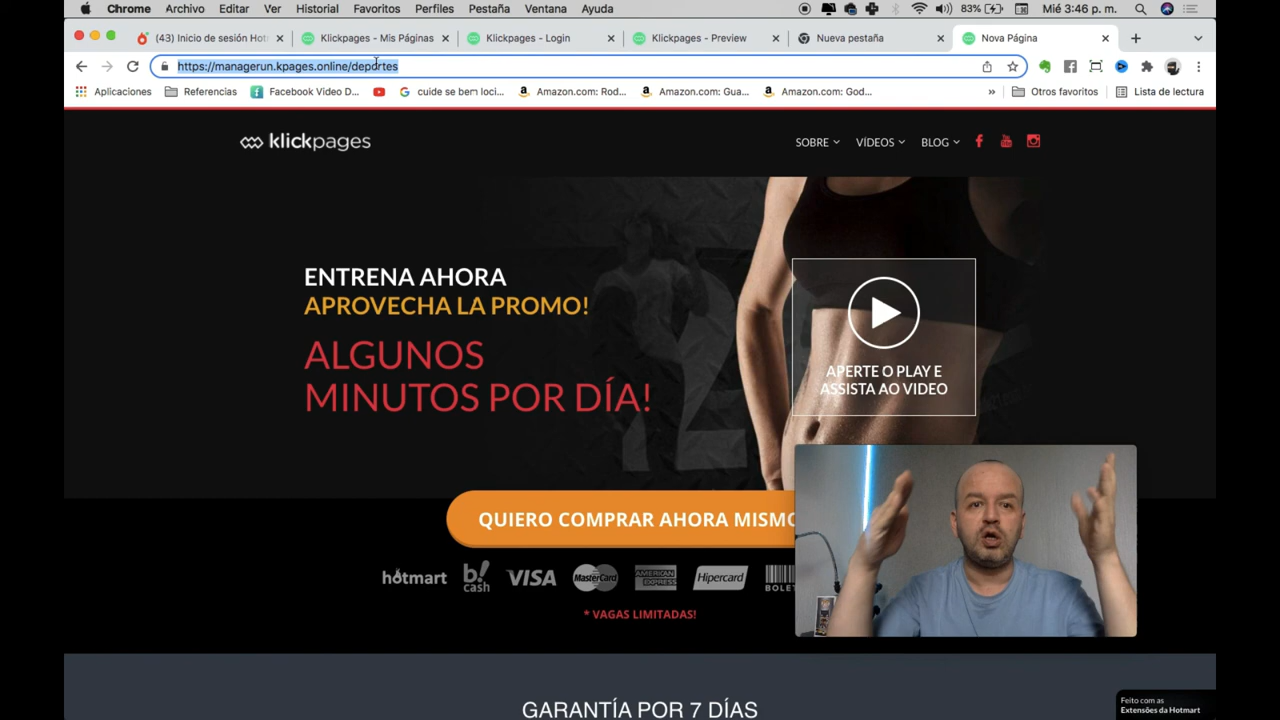 Chrome Archivo Editar Ver Historial Favoritos Perfiles Pestaña Ventana Ayuda 83% Mié 3:46 p. m.
(43) Inicio de sesión Hot
Klickpages - Mis Páginas
Klickpages - Login
Klickpages - Preview
Nueva pestaña
Nova Página
https://managerun.kpages.online/deportes
Aplicaciones Referencias Facebook Video D... cuide se bem loci... Amazon.com: Rod... Amazon.com: Gua... Amazon.com: God... » Otros favoritos Lista de lectura
klickpages
SOBRE VÍDEOS BLOG
ENTRENA AHORA
APROVECHA LA PROMO!
ALGUNOS
MINUTOS POR DÍA!
APERTE O PLAY E
ASSISTA AO VIDEO
QUIERO COMPRAR AHORA MISMO
hotmart b! cash VISA MasterCard AMERICAN EXPRESS Hipercard BOLET
* VAGAS LIMITADAS!
GARANTÍA POR 7 DÍAS
Feito com as
Extensões da Hotmart